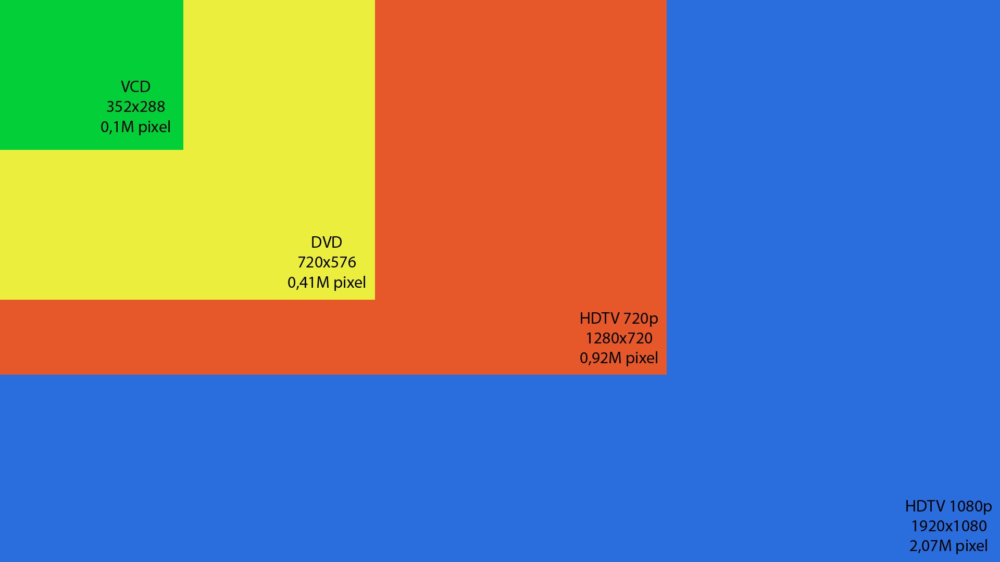 VCD
352x288
0,1M pixel
DVD
720x576
0,41M pixel
HDTV 720p
1280x720
0,92M pixel
HDTV 1080p
1920x1080
2,07M pixel